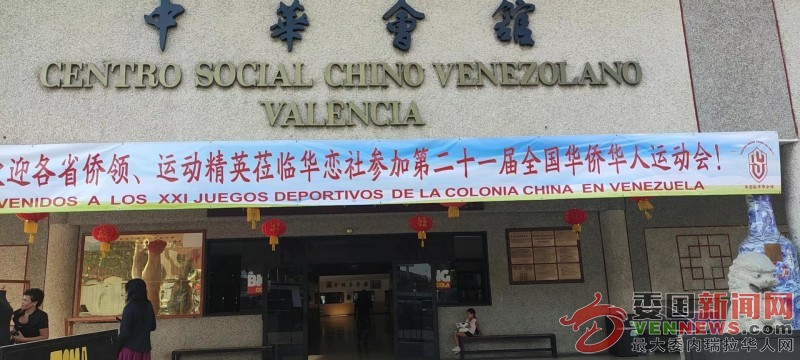 中華會館
CENTRO SOCIAL CHINO VENEZOLANO
VALENCIA
迎各省侨领、运动精英莅临华恋社参加第二十一届全国华侨华人运动会！
VENIDOS A LOS XXI JUEGOS DEPORTIVOS DE LA COLONIA CHINA EN VENEZUELA
委国新闻网
VENNEWS.com
最大委内瑞拉华人网